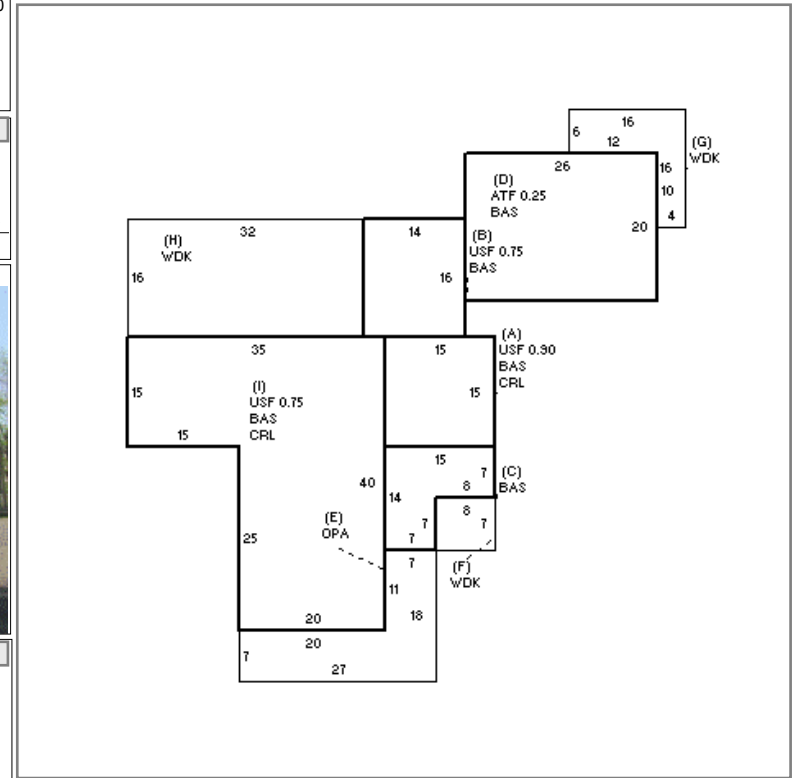 16
6
12
(G)
WDK
26
16
(D)
ATF 0.25
BAS
10
4
20
32
14
(H)
WDK
(B)
USF 0.75
BAS
16
16
35
15
(A)
USF 0.90
BAS
CRL
15
(I)
USF 0.75
BAS
CRL
15
15
15
7
(C)
BAS
40
8
14
8
(E)
OPA
7
7
25
7
7
(F)
WDK
11
18
20
20
7
27